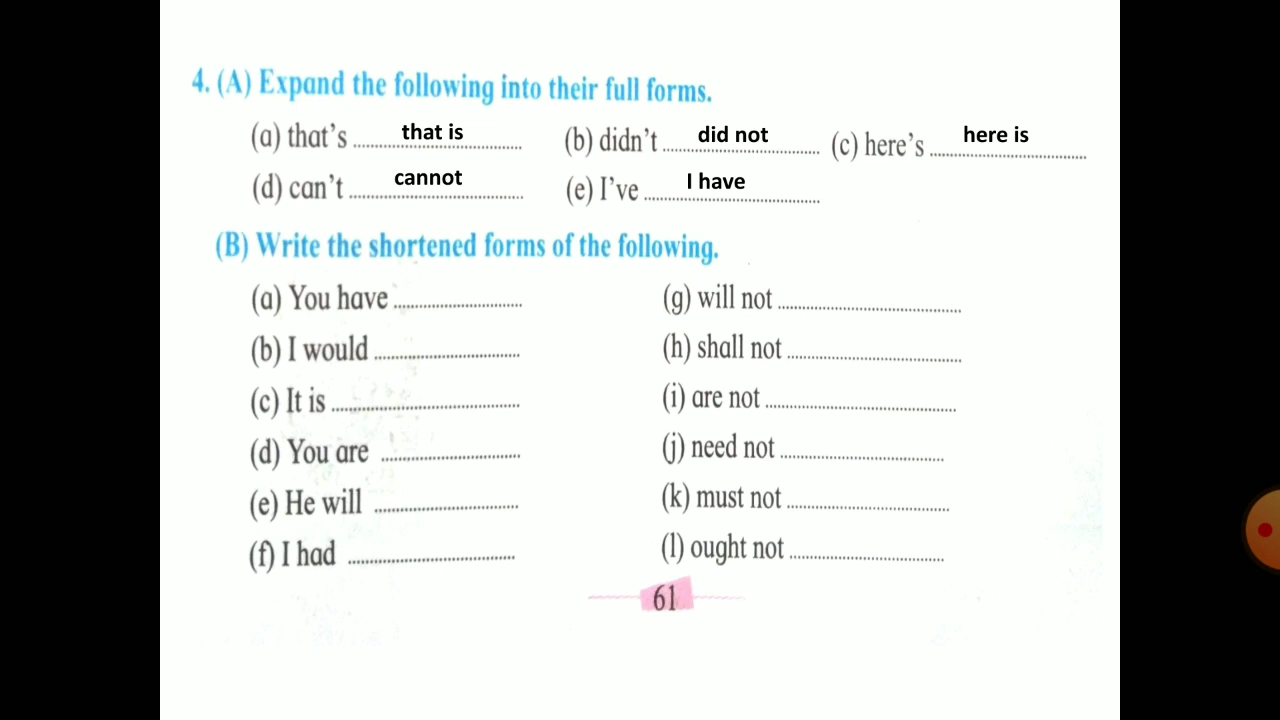 4. (A) Expand the following into their full forms.
(a) that's ........ that is ........ (b) didn't ........ did not ........ (c) here's ........ here is ........
(d) can't ........ cannot ........ (e) I've ........ I have ........
(B) Write the shortened forms of the following.
(a) You have ........ (g) will not ........
(b) I would ........ (h) shall not ........
(c) It is ........ (i) are not ........
(d) You are ........ (j) need not ........
(e) He will ........ (k) must not ........
(f) I had ........ (l) ought not ........
61